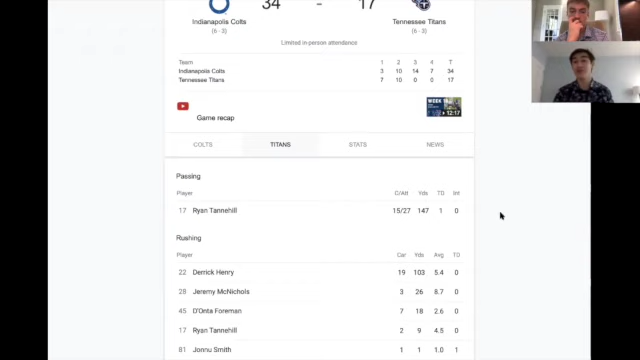 34 - 17
Indianapolis Colts Tennessee Titans
(6 - 3) (6 - 3)
Limited in-person attendance
Team 1 2 3 4 T
Indianapolis Colts 3 10 14 7 34
Tennessee Titans 7 10 0 0 17
WEEK 10
12:17
Game recap
COLTS TITANS STATS NEWS
Passing
Player C/Att Yds TD Int
17 Ryan Tannehill 15/27 147 1 0
Rushing
Player Car Yds Avg TD
22 Derrick Henry 19 103 5.4 0
28 Jeremy McNichols 3 26 8.7 0
45 D'Onta Foreman 7 18 2.6 0
17 Ryan Tannehill 2 9 4.5 0
81 Jonnu Smith 1 1 1.0 1